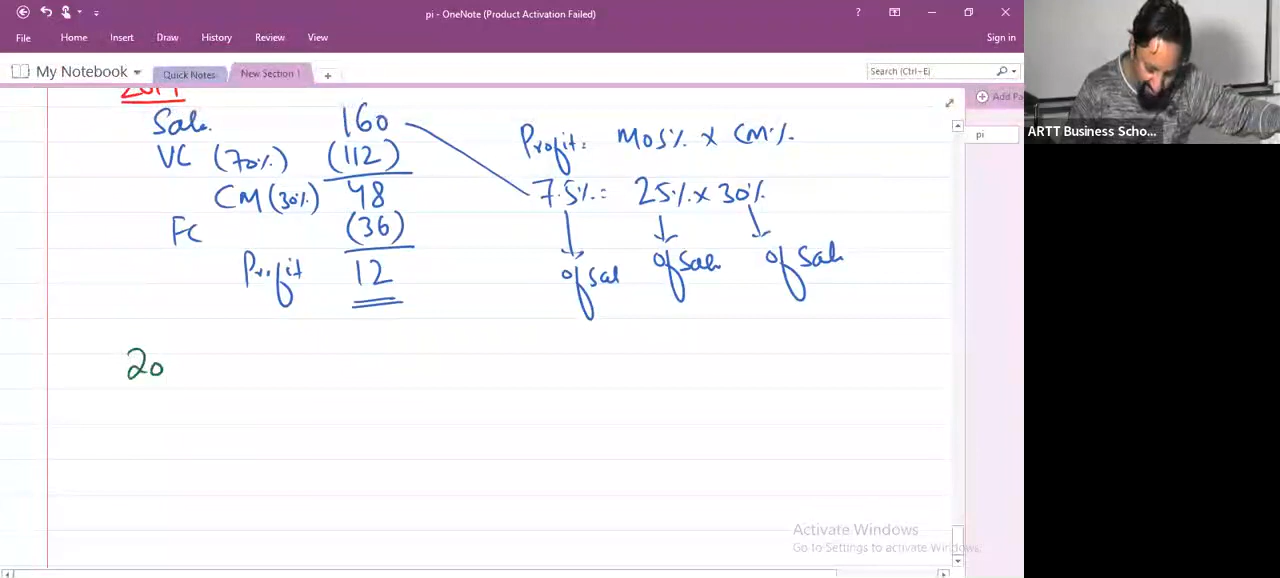 pi - OneNote (Product Activation Failed)
File Home Insert Draw History Review View Sign in
My Notebook Quick Notes New Section 1 + Search (Ctrl+E)
Add Pa
pi
ARTT Business Scho...
Sale 160
VC (70%) (112)
CM (30%) 48
FC (36)
Profit 12
Profit = MOS% x CM%
7.5% = 25% x 30%
of sal of sale of sale
20
Activate Windows
Go to Settings to activate Windows.